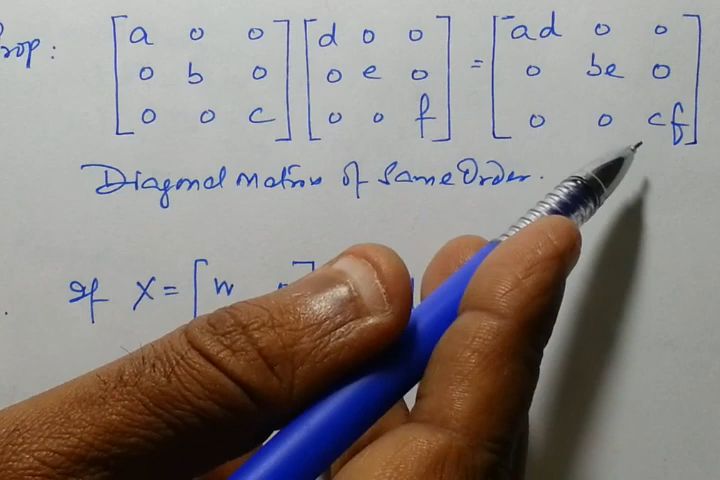 rop:
[a 0 0
0 b 0
0 0 c] [d 0 0
0 e 0
0 0 f] = [ad 0 0
0 be 0
0 0 cf]
Diagonal matrix of same Order.
If X = [